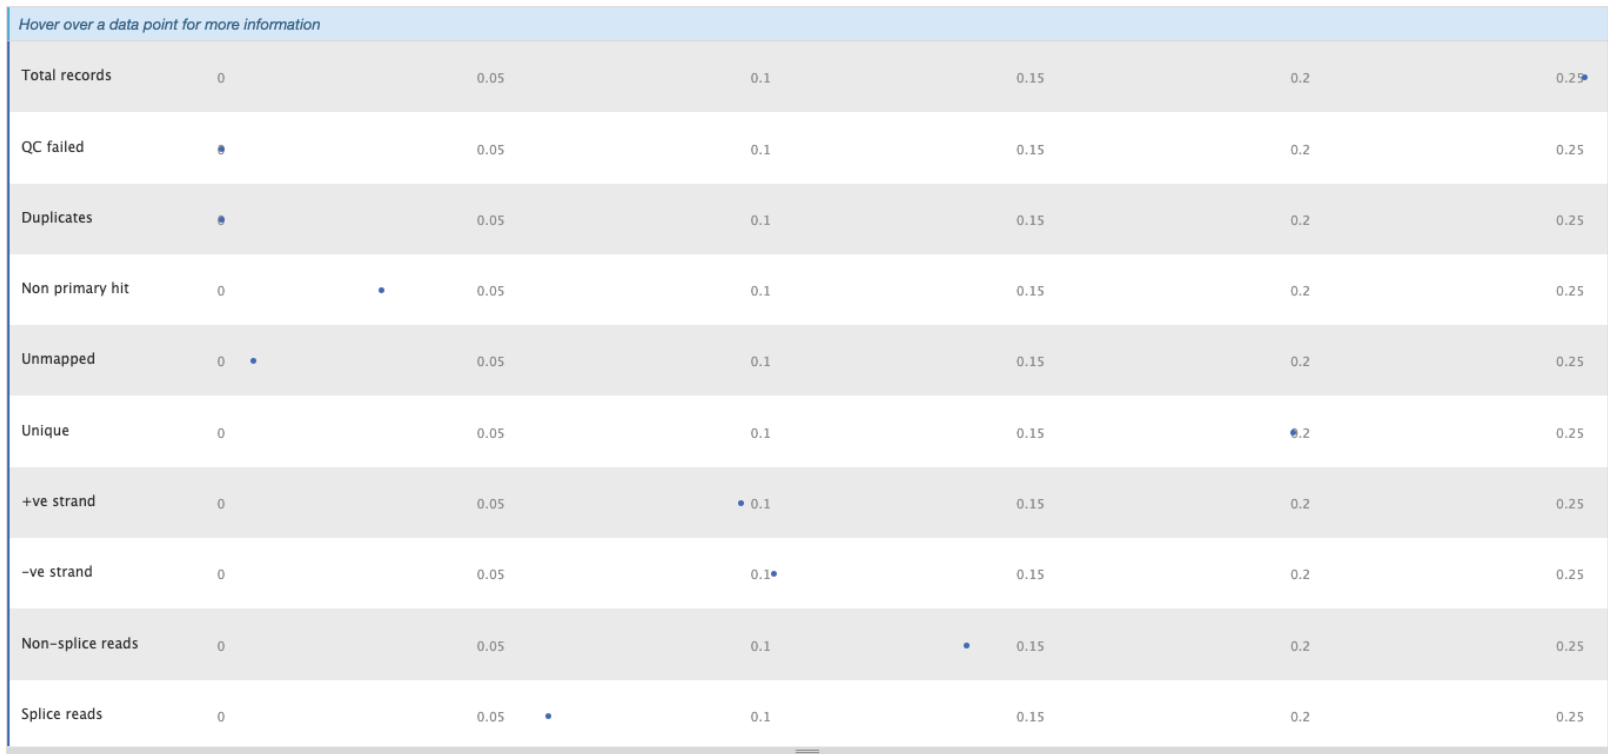 Hover over a data point for more information
Total records 0 0.05 0.1 0.15 0.2 0.25
QC failed 0 0.05 0.1 0.15 0.2 0.25
Duplicates 0 0.05 0.1 0.15 0.2 0.25
Non primary hit 0 0.05 0.1 0.15 0.2 0.25
Unmapped 0 0.05 0.1 0.15 0.2 0.25
Unique 0 0.05 0.1 0.15 0.2 0.25
+ve strand 0 0.05 0.1 0.15 0.2 0.25
-ve strand 0 0.05 0.1 0.15 0.2 0.25
Non-splice reads 0 0.05 0.1 0.15 0.2 0.25
Splice reads 0 0.05 0.1 0.15 0.2 0.25